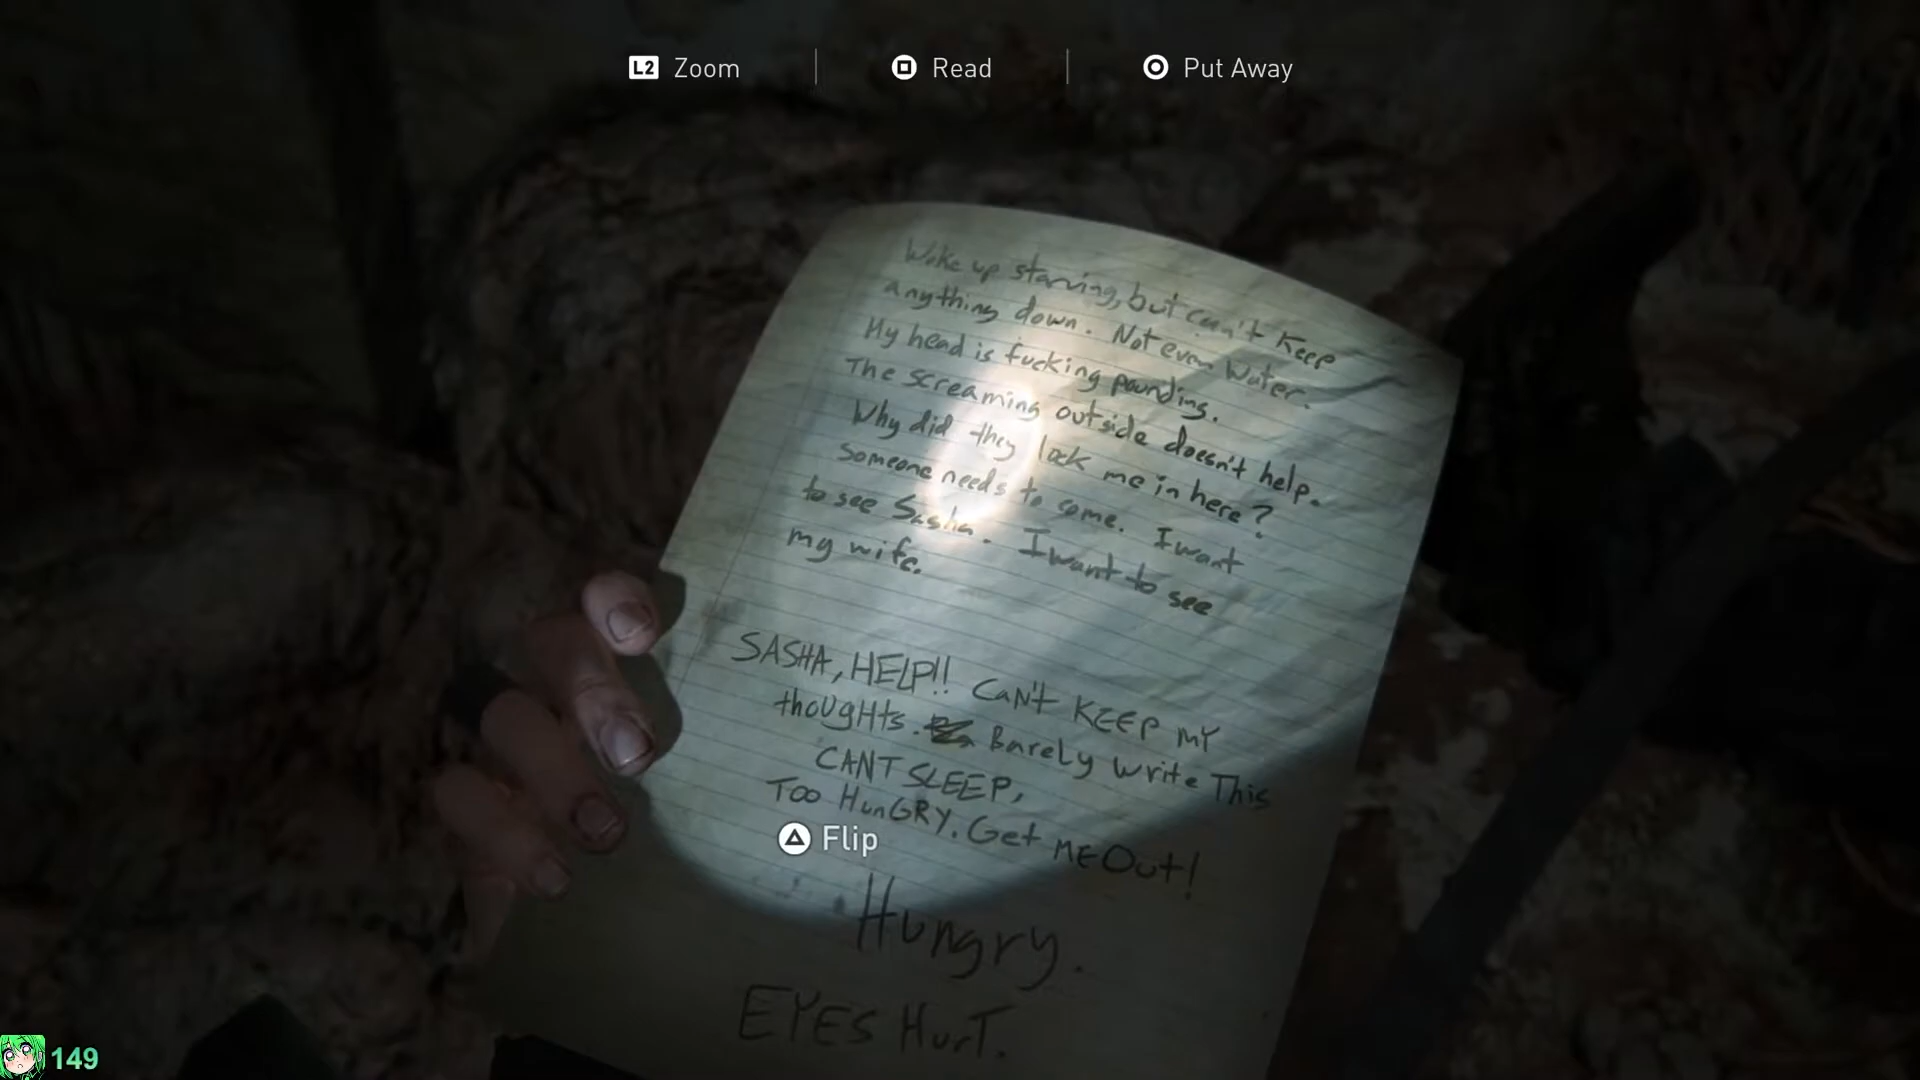 L2 Zoom
Read
Put Away
Woke up starving, but can't keep
anything down. Not even Water.
My head is fucking pounding.
The screaming outside doesn't help.
Why did they lock me in here?
Someone needs to come. I want
to see Sasha. I want to see
my wife.
SASHA, HELP!! CaN't KEEP MY
thoUgHts. Barely write This
CANT SLEEP,
TOO HunGRY. Get ME Out!
Flip
Hungry.
EYES HurT.
149